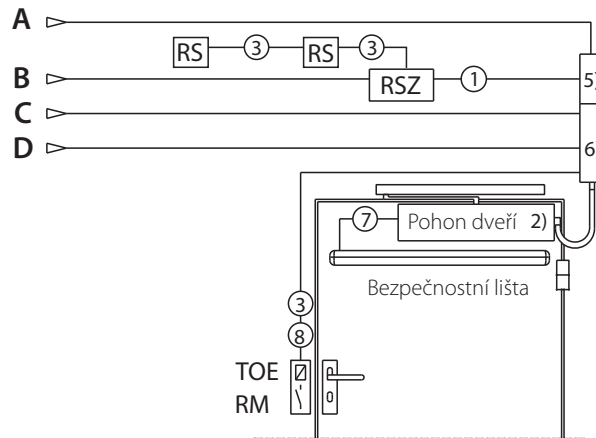 A
RS 3 RS 3
B RSZ 1 5)
C
D 6
7 Pohon dveří 2)
Bezpečnostní lišta
3
8
TOE
RM